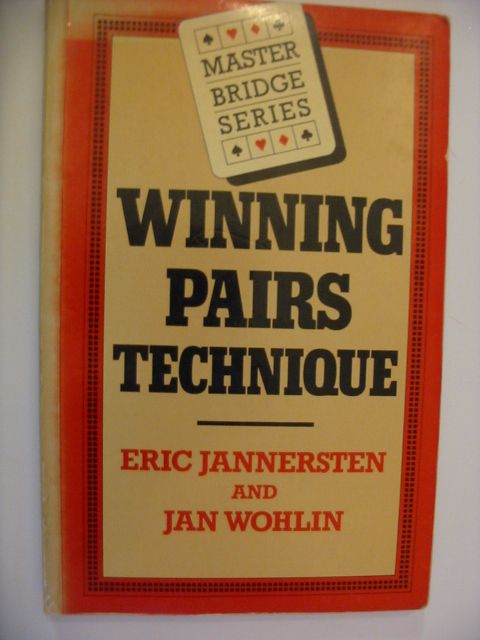 MASTER
BRIDGE
SERIES
WINNING
PAIRS
TECHNIQUE
ERIC JANNERSTEN
AND
JAN WOHLIN